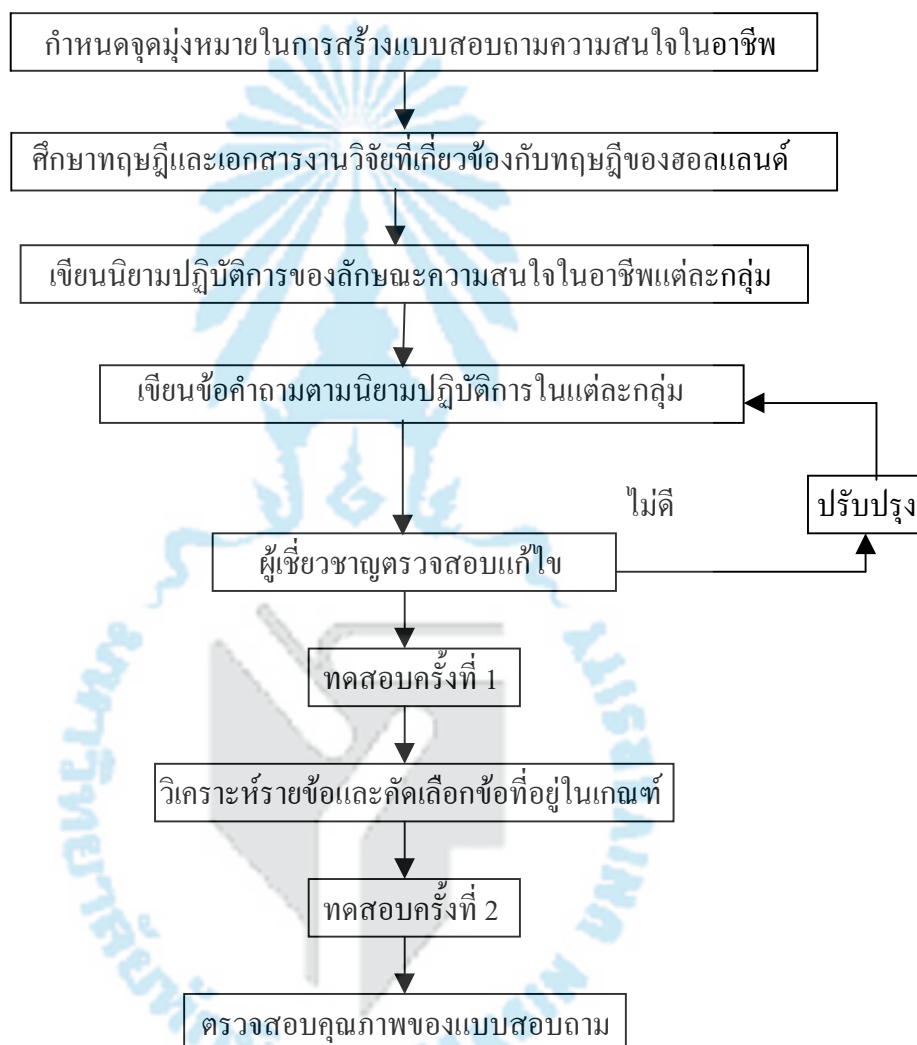 กำหนดจุดมุ่งหมายในการสร้างแบบสอบถามความสนใจในอาชีพ
ศึกษาทฤษฎีและเอกสารงานวิจัยที่เกี่ยวข้องกับทฤษฎีของฮอลแลนด์
เขียนนิยามปฏิบัติการของลักษณะความสนใจในอาชีพแต่ละกลุ่ม
เขียนข้อคำถามตามนิยามปฏิบัติการในแต่ละกลุ่ม
ไม่ดี
ปรับปรุง
ผู้เชี่ยวชาญตรวจสอบแก้ไข
ทดสอบครั้งที่ 1
วิเคราะห์รายข้อและคัดเลือกข้อที่อยู่ในเกณฑ์
ทดสอบครั้งที่ 2
ตรวจสอบคุณภาพของแบบสอบถาม